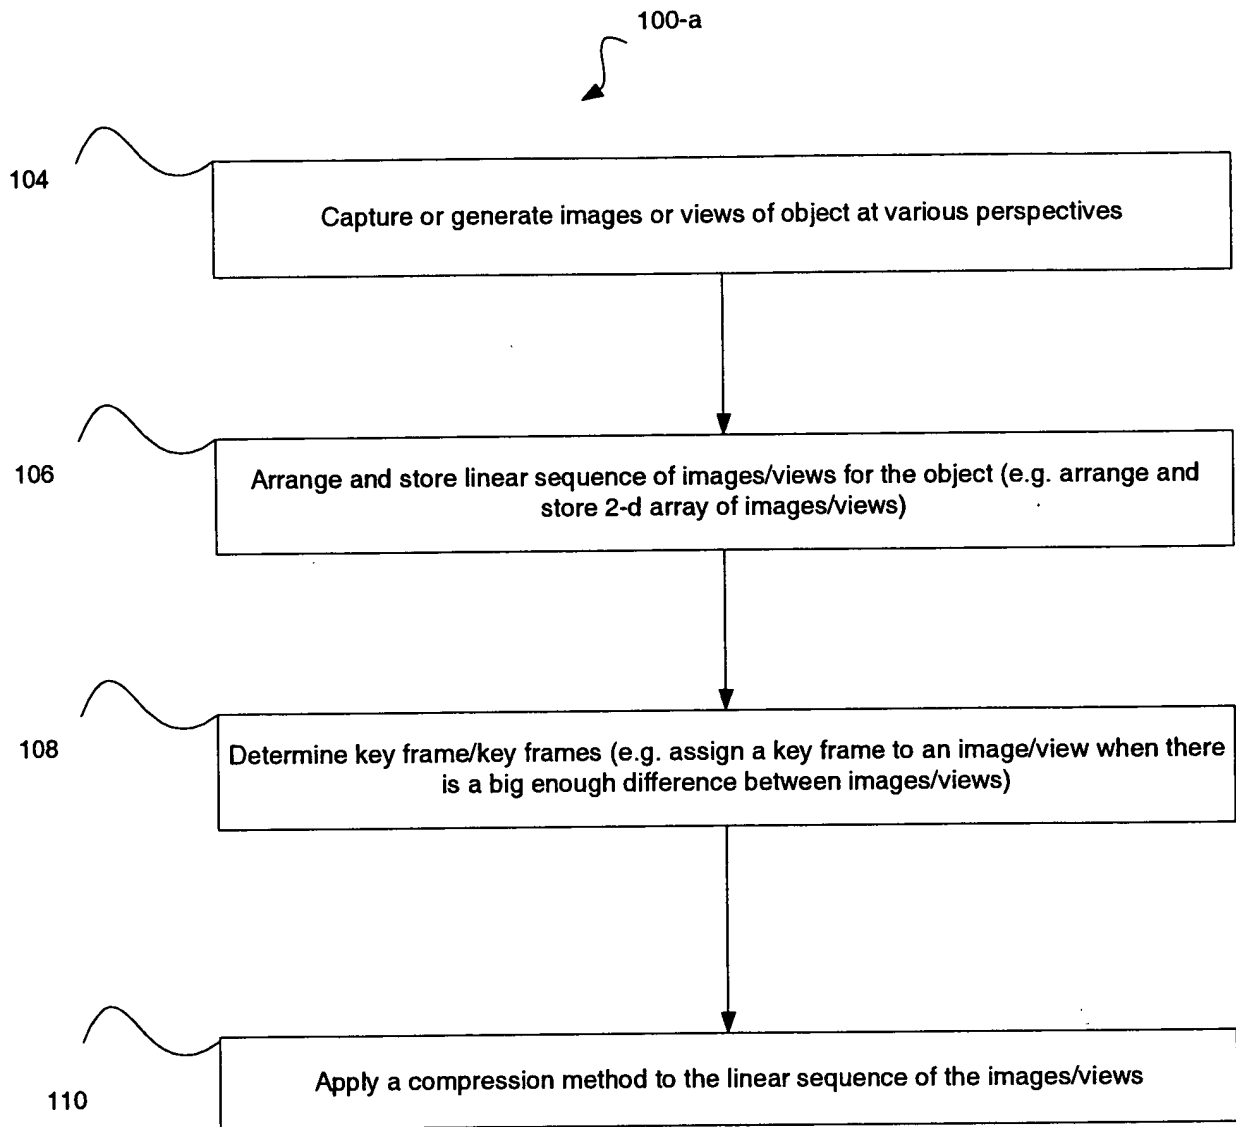 100-a
104
Capture or generate images or views of object at various perspectives
106
Arrange and store linear sequence of images/views for the object (e.g. arrange and
store 2-d array of images/views)
108
Determine key frame/key frames (e.g. assign a key frame to an image/view when there
is a big enough difference between images/views)
110
Apply a compression method to the linear sequence of the images/views